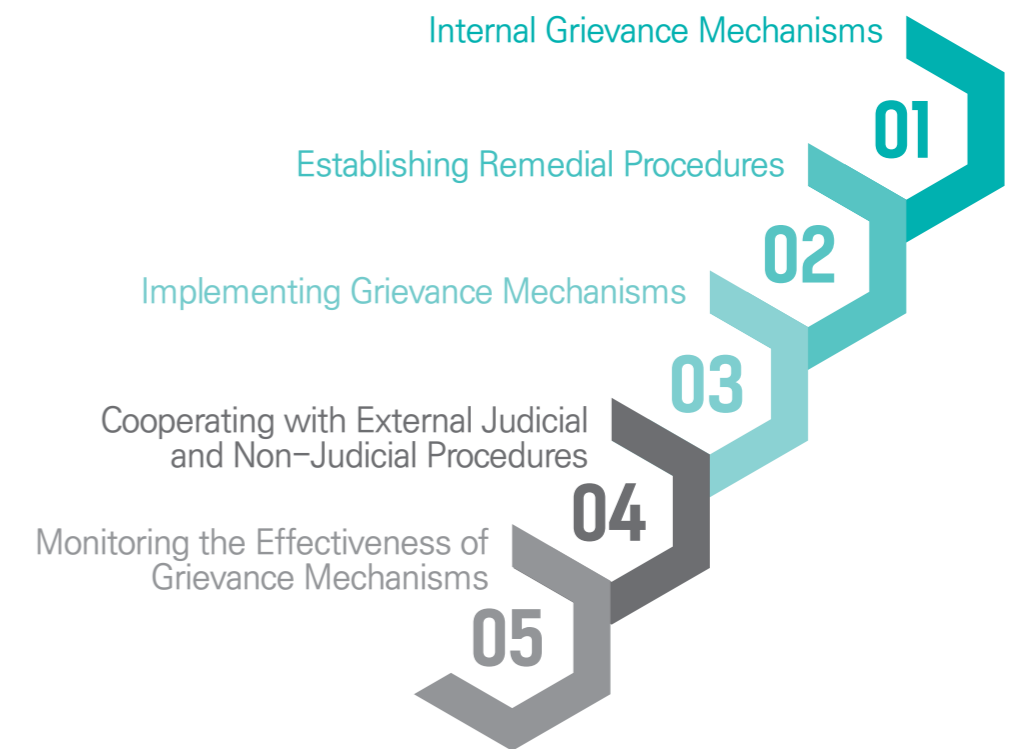 Internal Grievance Mechanisms
01
Establishing Remedial Procedures
02
Implementing Grievance Mechanisms
03
Cooperating with External Judicial
and Non-Judicial Procedures
04
Monitoring the Effectiveness of
Grievance Mechanisms
05